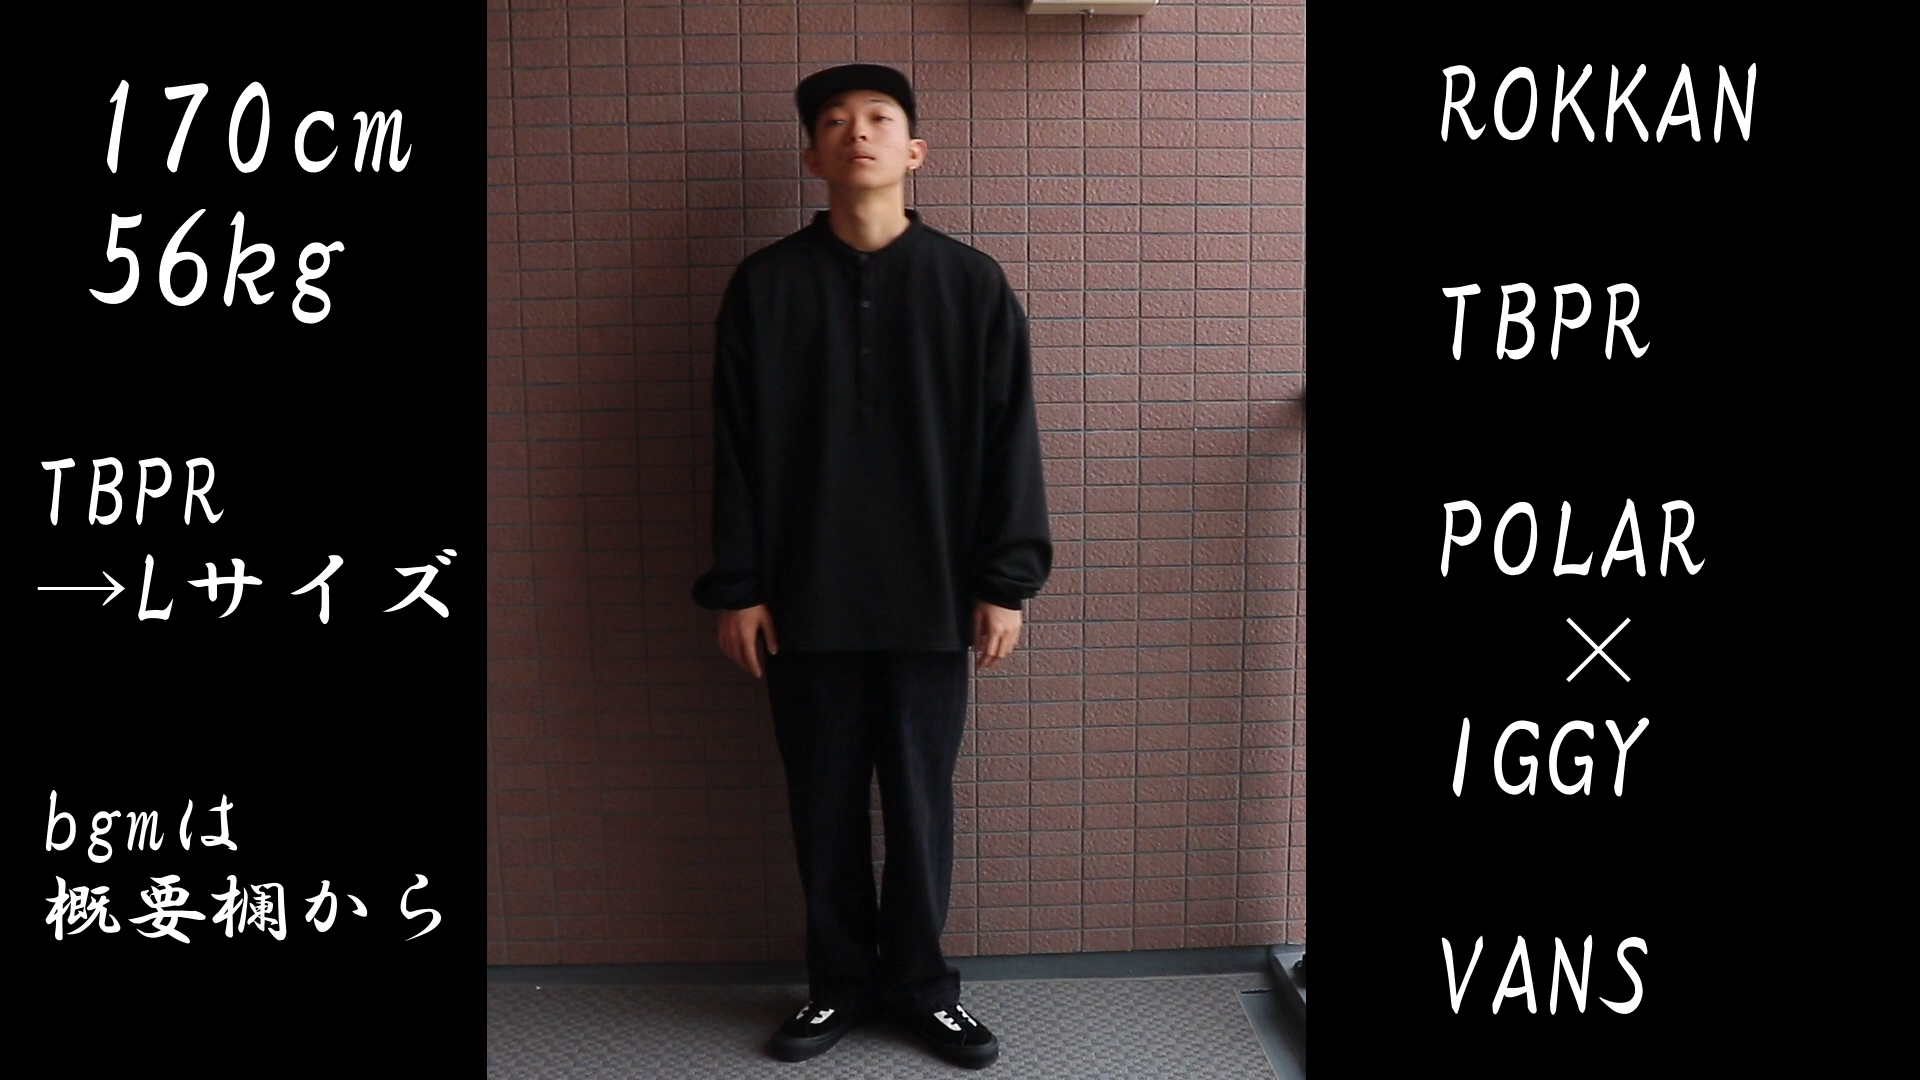 170cm
56kg
TBPR
→Lサイズ
bgmは
概要欄から
ROKKAN
TBPR
POLAR
×
IGGY
VANS